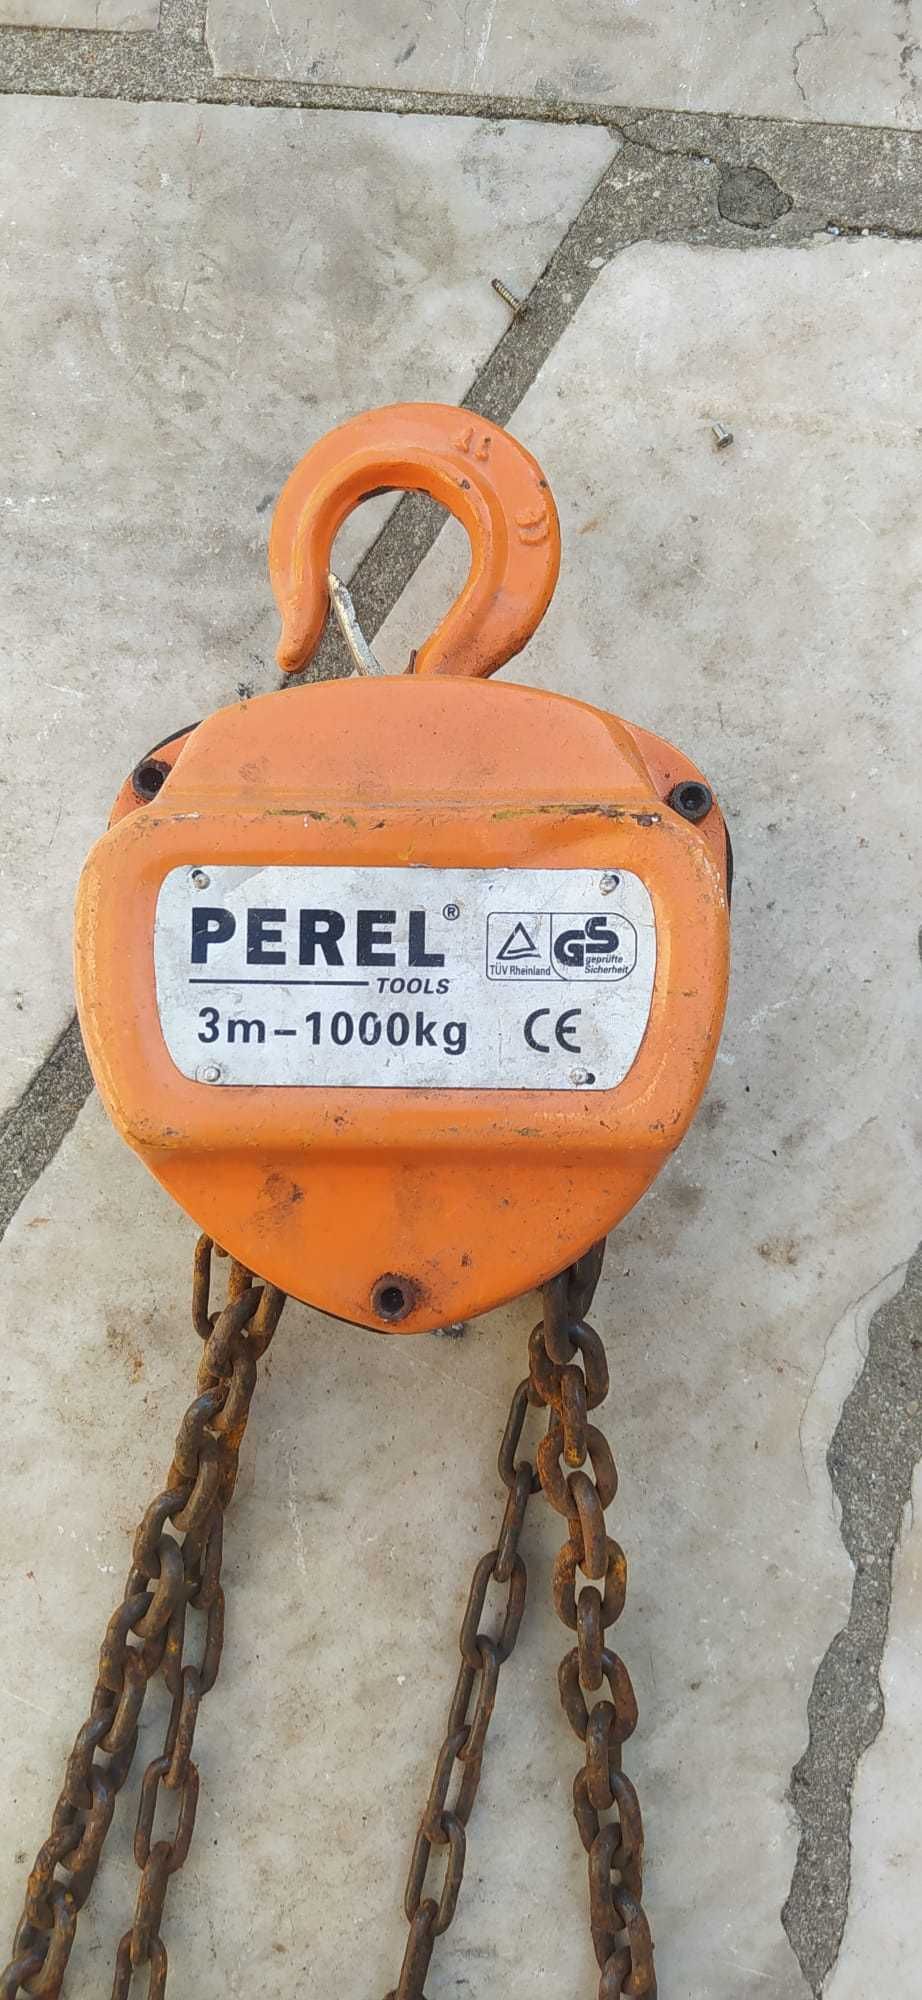 PEREL®
TOOLS
3m-1000kg
TÜV Rheinland
GS
geprüfte
Sicherheit
CE